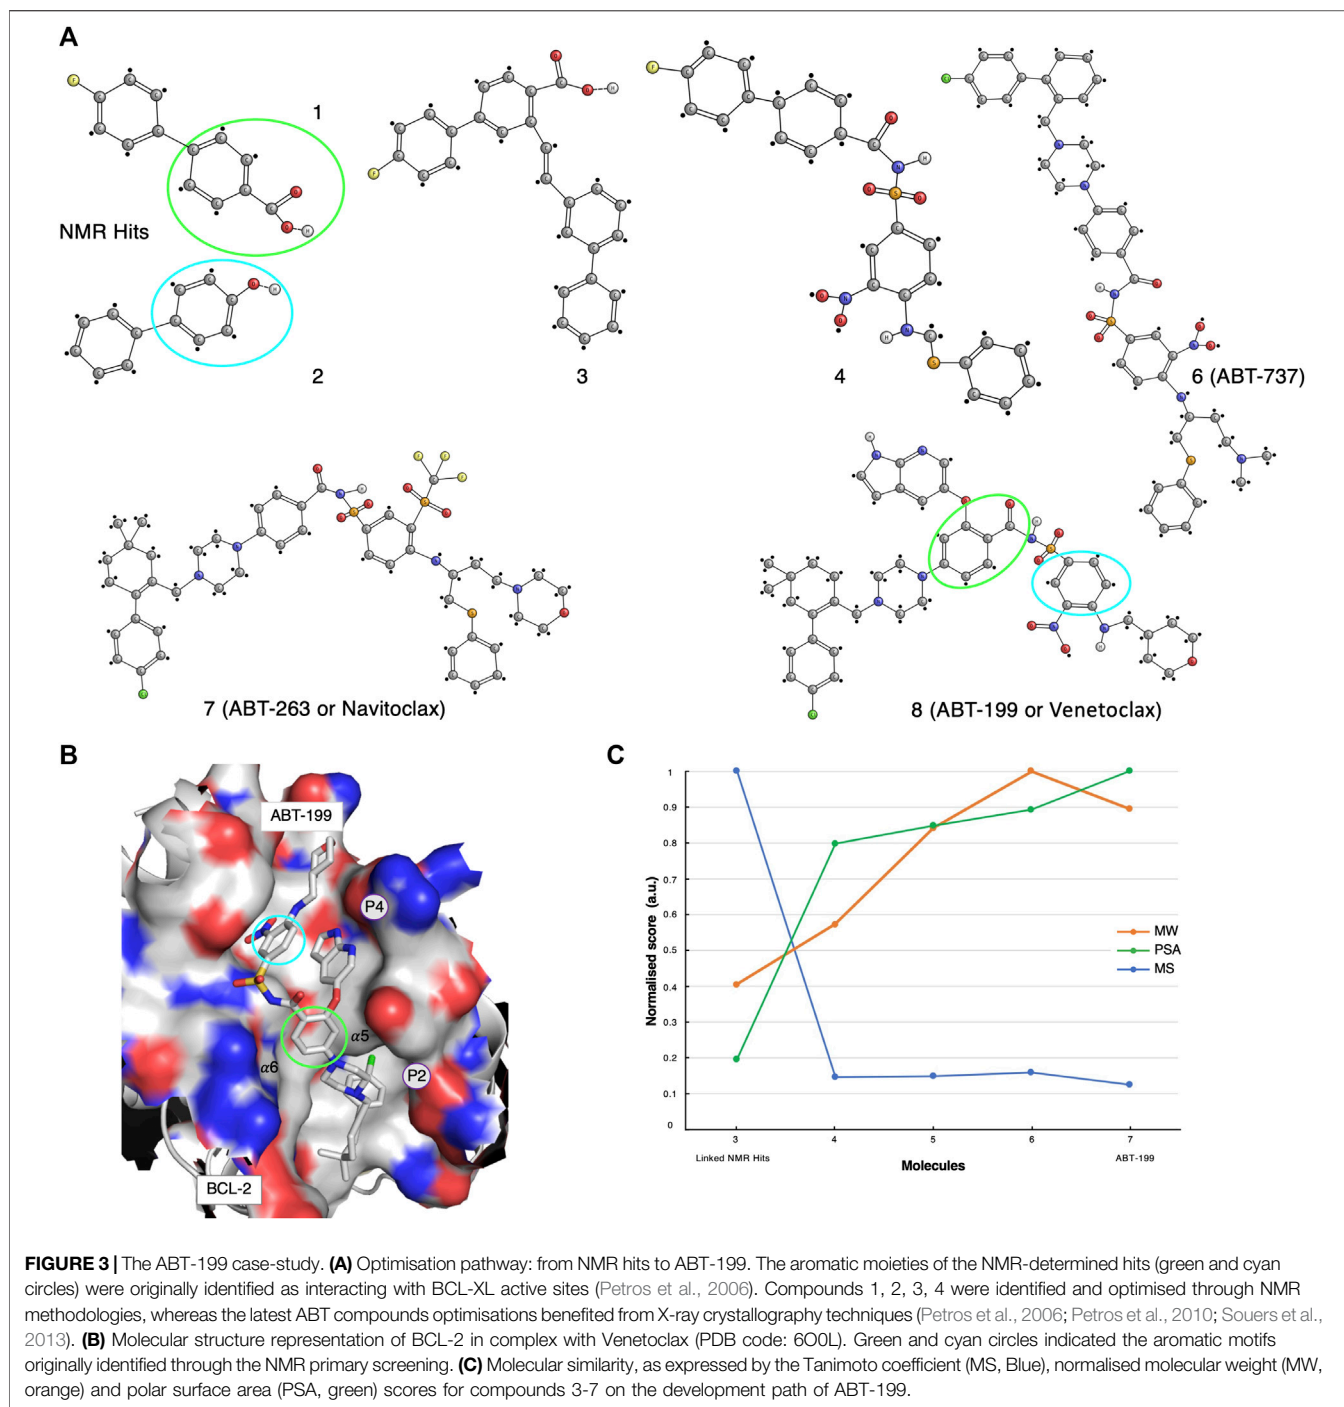 A
1
NMR Hits
2
3
4
6 (ABT-737)
7 (ABT-263 or Navitoclax)
8 (ABT-199 or Venetoclax)
B
ABT-199
P4
α5
α6
P2
BCL-2
C
Normalised score (a.u.)
1
0.9
0.8
0.7
0.6
0.5
0.4
0.3
0.2
0.1
0
MW
PSA
MS
3
4
5
6
7
Linked NMR Hits
Molecules
ABT-199
FIGURE 3 | The ABT-199 case-study. (A) Optimisation pathway: from NMR hits to ABT-199. The aromatic moieties of the NMR-determined hits (green and cyan
circles) were originally identified as interacting with BCL-XL active sites (Petros et al., 2006). Compounds 1, 2, 3, 4 were identified and optimised through NMR
methodologies, whereas the latest ABT compounds optimisations benefited from X-ray crystallography techniques (Petros et al., 2006; Petros et al., 2010; Souers et al.,
2013). (B) Molecular structure representation of BCL-2 in complex with Venetoclax (PDB code: 6O0L). Green and cyan circles indicated the aromatic motifs
originally identified through the NMR primary screening. (C) Molecular similarity, as expressed by the Tanimoto coefficient (MS, Blue), normalised molecular weight (MW,
orange) and polar surface area (PSA, green) scores for compounds 3-7 on the development path of ABT-199.